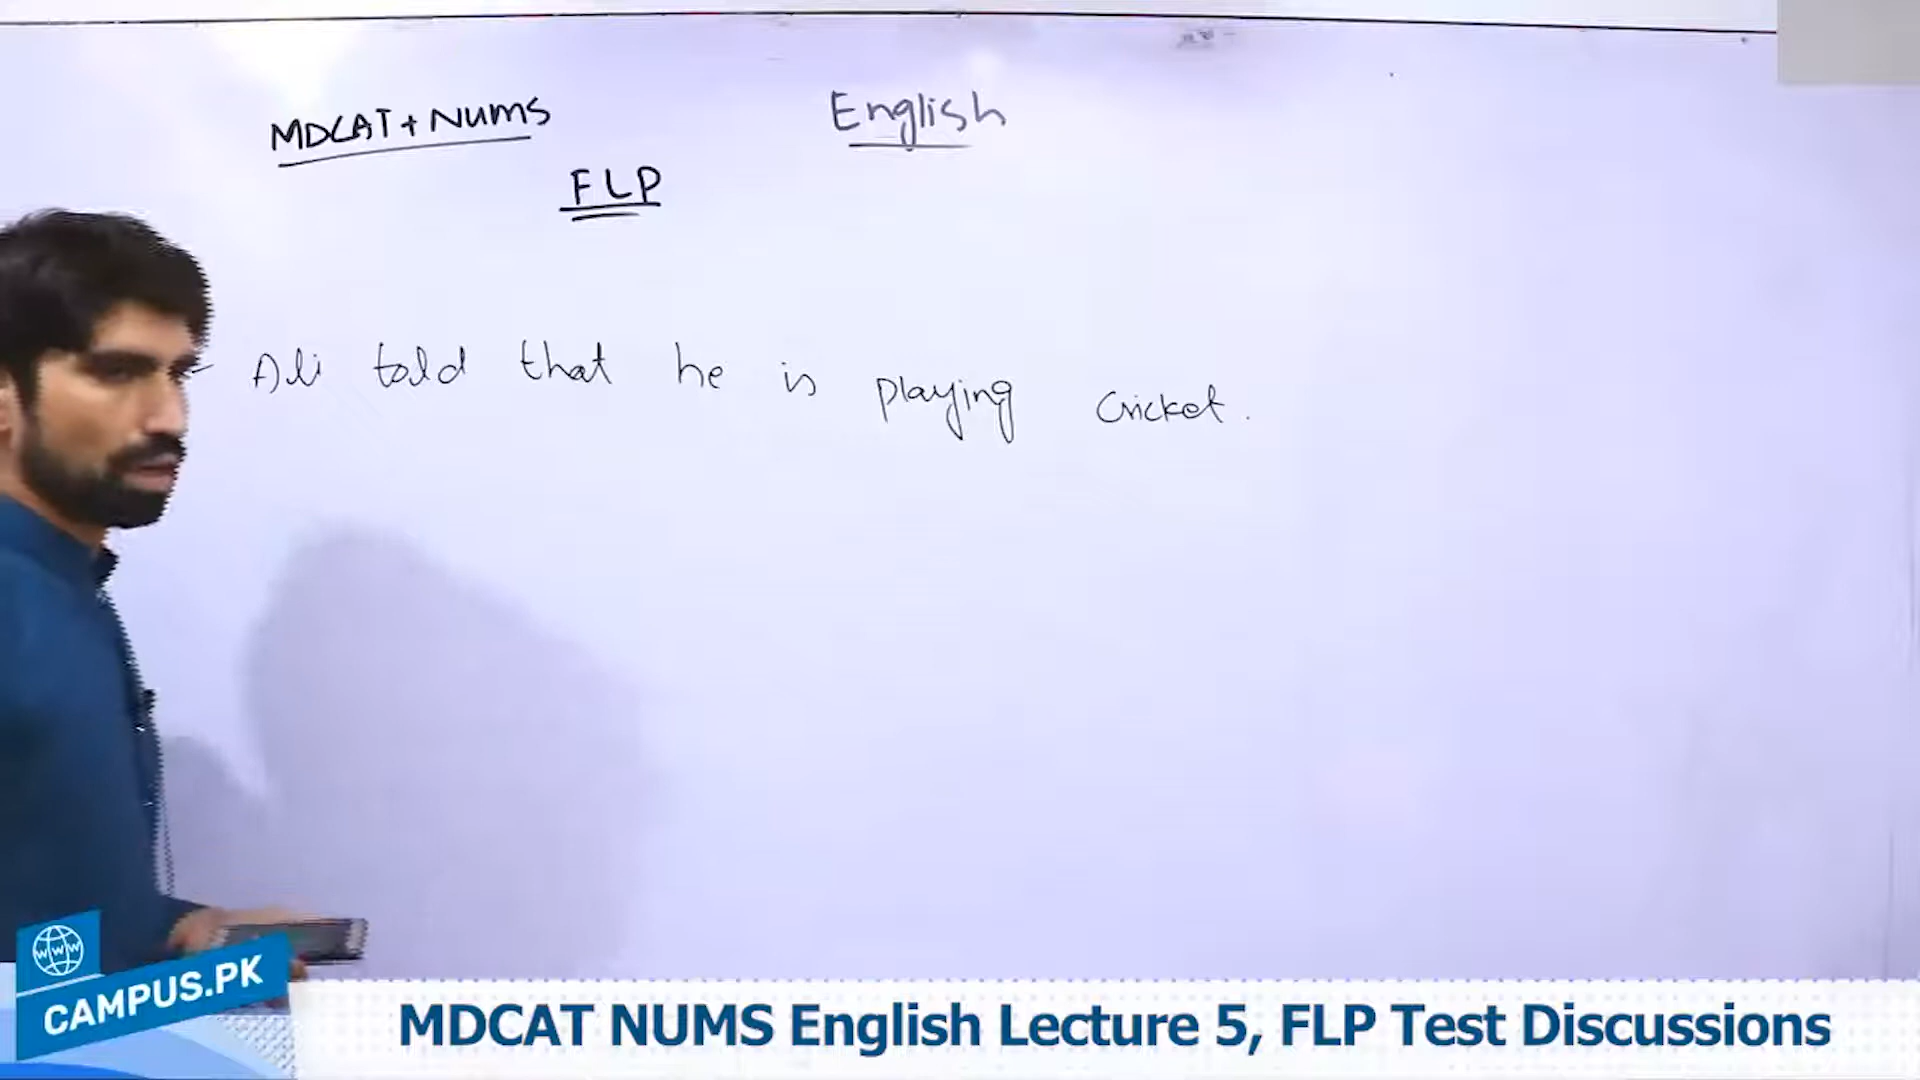 MDCAT + NUMS
English
FLP
Ali told that he is playing cricket.
www
CAMPUS.PK
MDCAT NUMS English Lecture 5, FLP Test Discussions